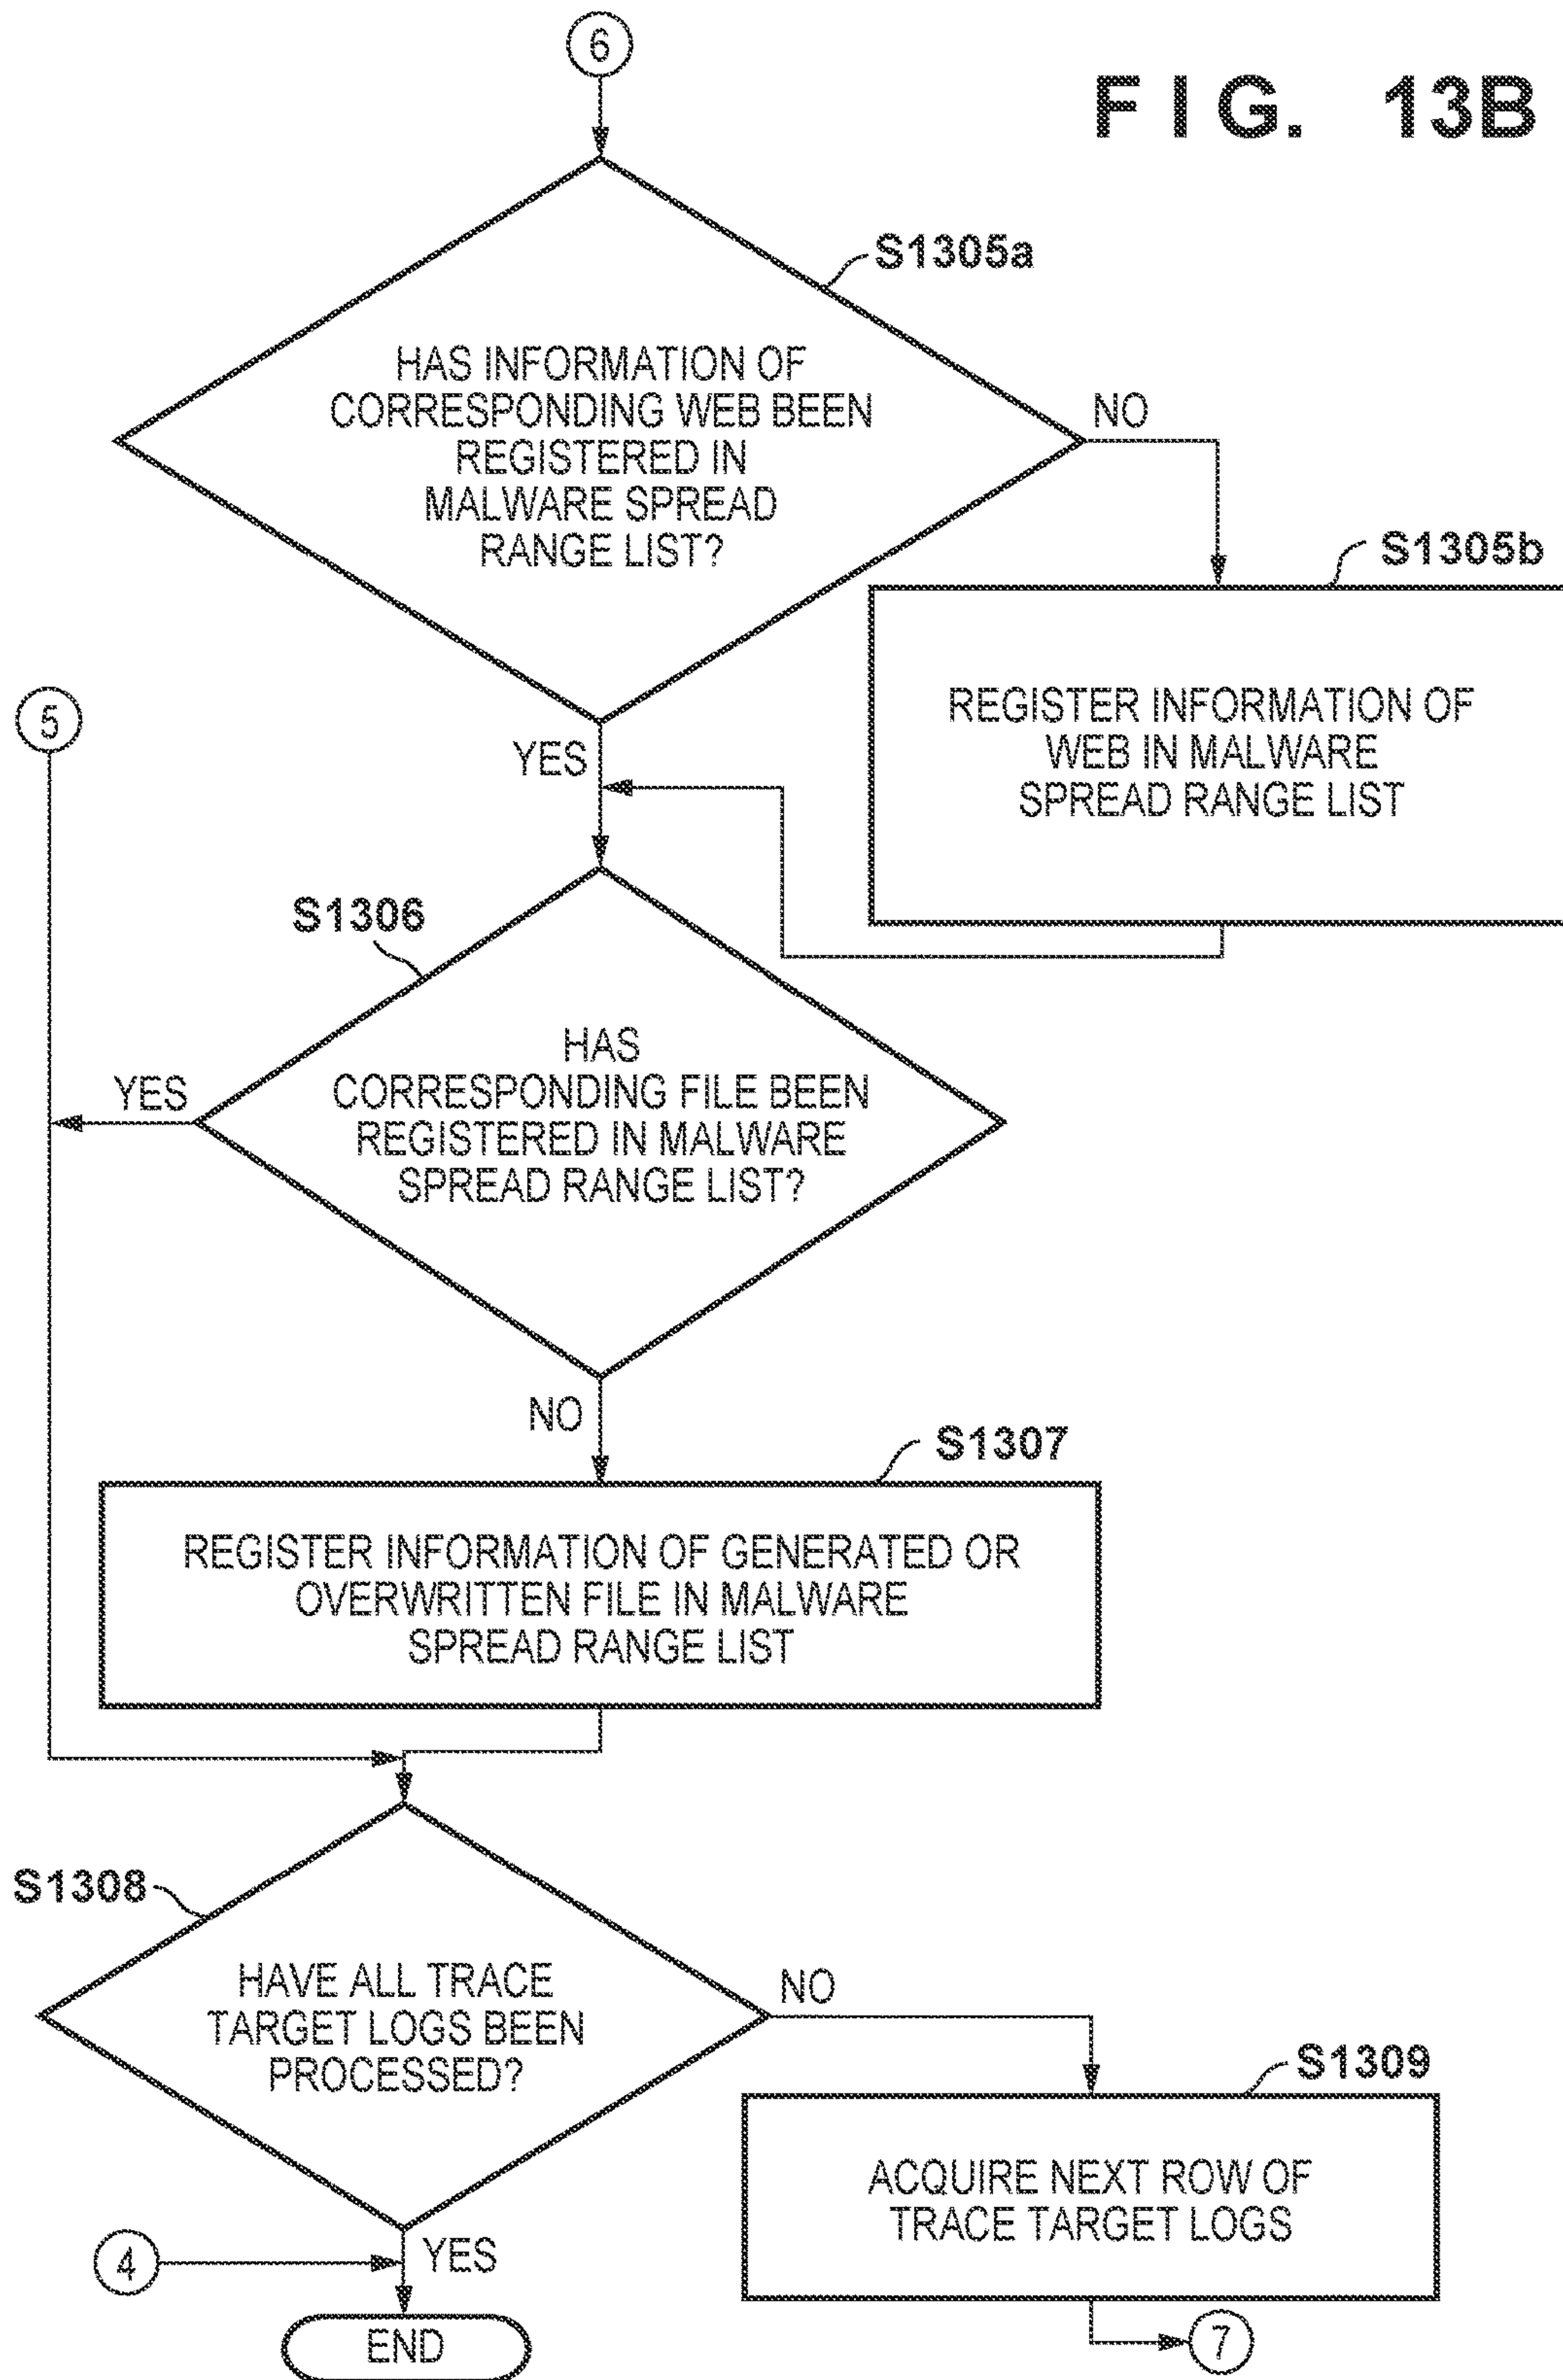 6
FIG. 13B
S1305a
HAS INFORMATION OF
CORRESPONDING WEB BEEN
REGISTERED IN
MALWARE SPREAD
RANGE LIST?
NO
S1305b
REGISTER INFORMATION OF
WEB IN MALWARE
SPREAD RANGE LIST
5
YES
S1306
HAS
CORRESPONDING FILE BEEN
REGISTERED IN MALWARE
SPREAD RANGE LIST?
YES
NO
S1307
REGISTER INFORMATION OF GENERATED OR
OVERWRITTEN FILE IN MALWARE
SPREAD RANGE LIST
S1308
HAVE ALL TRACE
TARGET LOGS BEEN
PROCESSED?
NO
S1309
ACQUIRE NEXT ROW OF
TRACE TARGET LOGS
4
YES
END
7